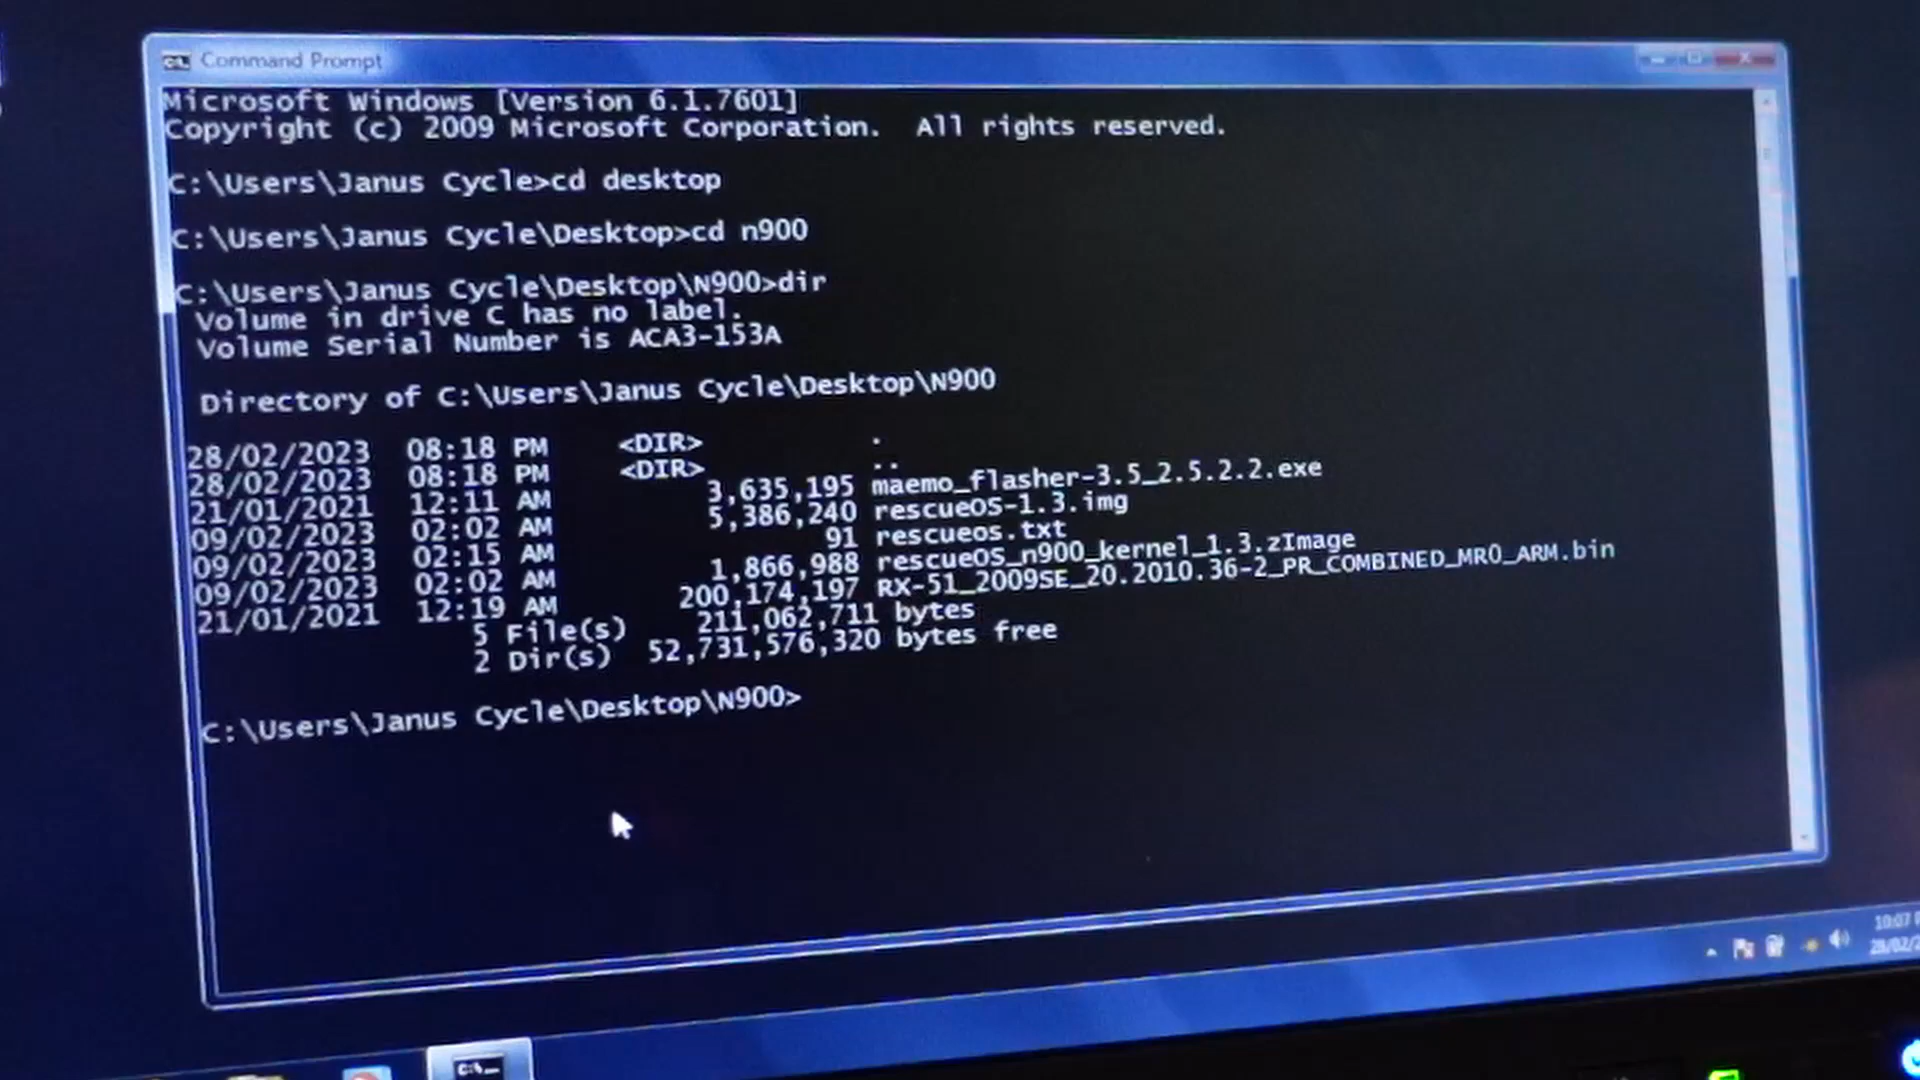 Command Prompt
Microsoft Windows [Version 6.1.7601]
Copyright (c) 2009 Microsoft Corporation.  All rights reserved.
C:\Users\Janus Cycle>cd desktop
C:\Users\Janus Cycle\Desktop>cd n900
C:\Users\Janus Cycle\Desktop\N900>dir
Volume in drive C has no label.
Volume Serial Number is ACA3-153A
Directory of C:\Users\Janus Cycle\Desktop\N900
28/02/2023  08:18 PM    <DIR>          .
28/02/2023  08:18 PM    <DIR>          ..
21/01/2021  12:11 AM         3,635,195 maemo_flasher-3.5_2.5.2.2.exe
09/02/2023  02:02 AM         5,386,240 rescueOS-1.3.img
09/02/2023  02:15 AM                91 rescueos.txt
09/02/2023  02:02 AM         1,866,988 rescueOS_n900_kernel_1.3.zImage
21/01/2021  12:19 AM       200,174,197 RX-51_2009SE_20.2010.36-2_PR_COMBINED_MR0_ARM.bin
5 File(s)    211,062,711 bytes
2 Dir(s)  52,731,576,320 bytes free
C:\Users\Janus Cycle\Desktop\N900>
10:07
28/02/2